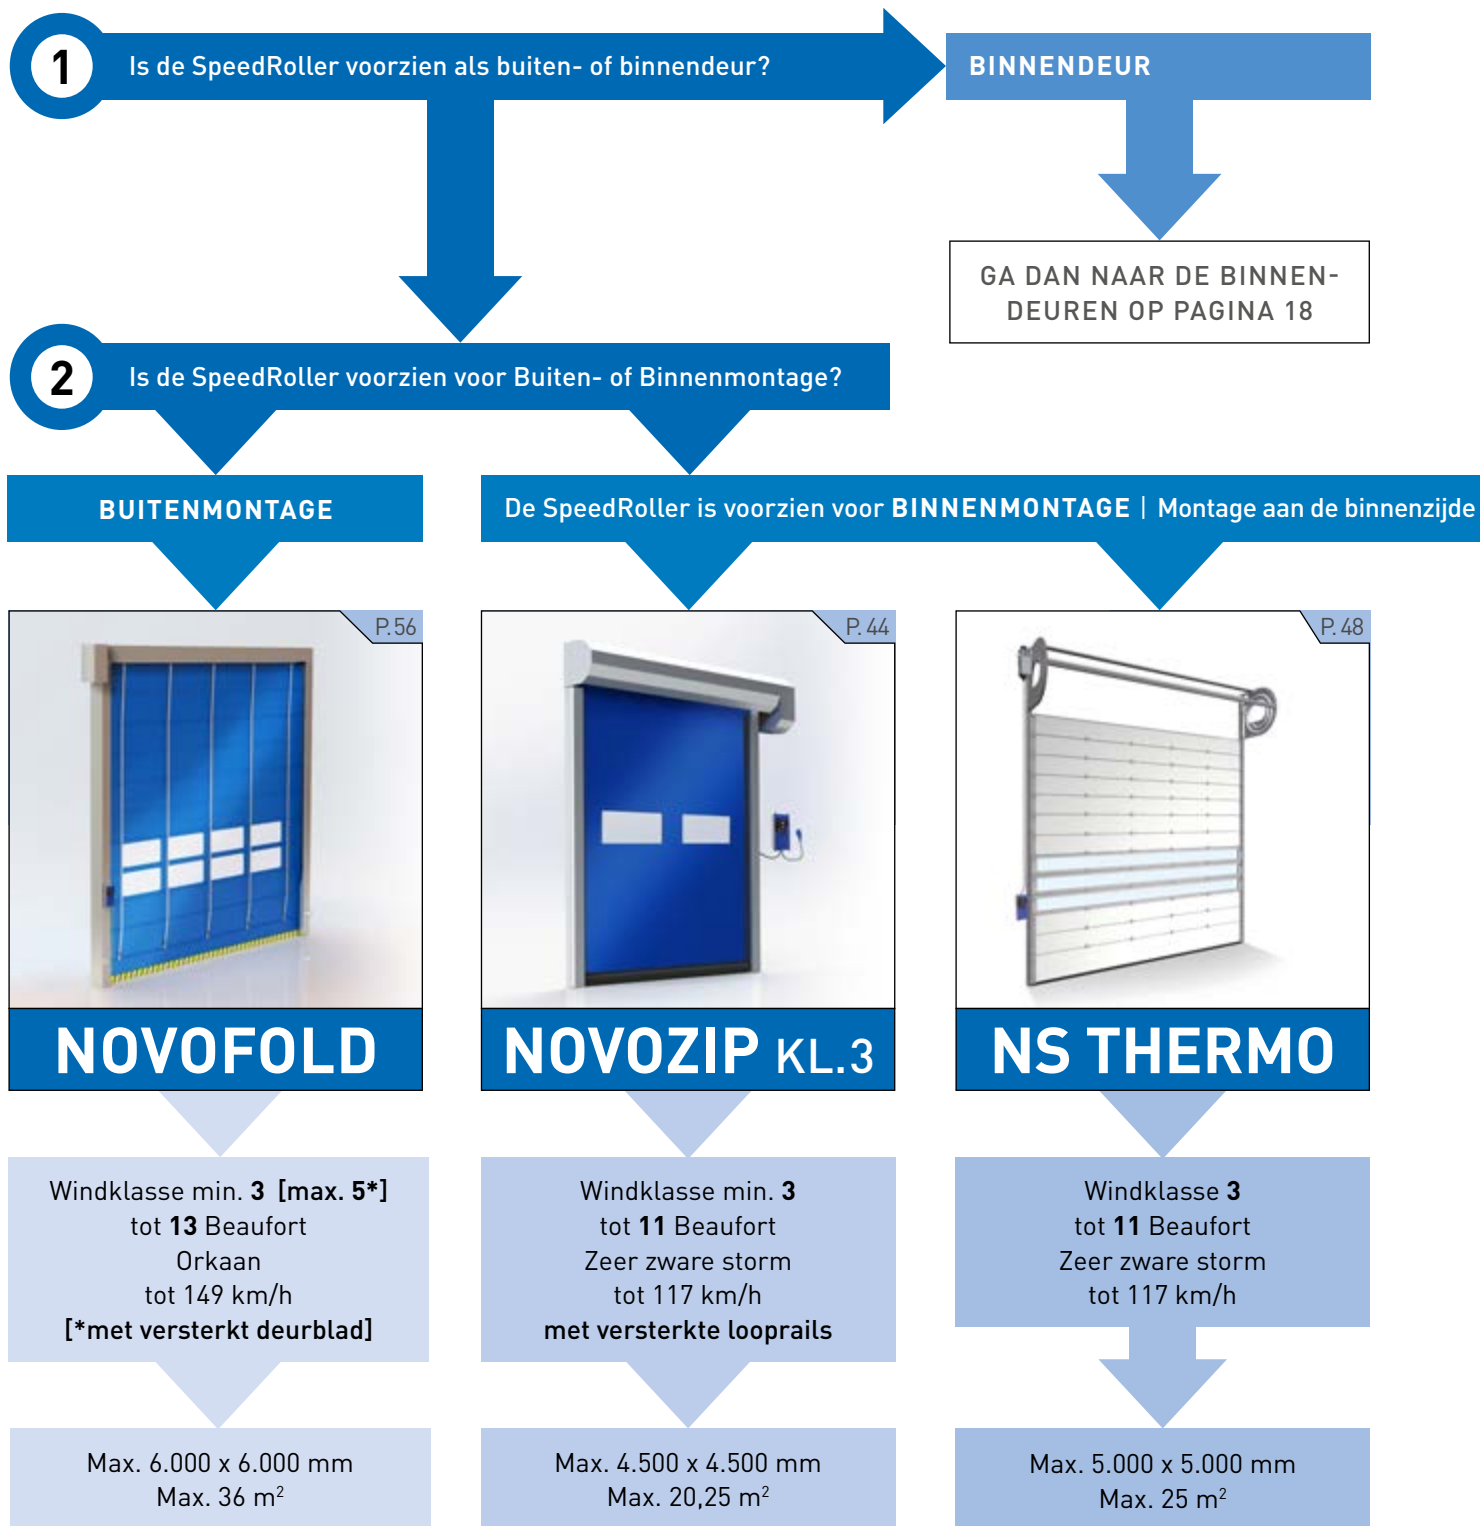 1
Is de SpeedRoller voorzien als buiten- of binnendeur?
BINNENDEUR
GA DAN NAAR DE BINNEN-
DEUREN OP PAGINA 18
2
Is de SpeedRoller voorzien voor Buiten- of Binnenmontage?
BUITENMONTAGE
De SpeedRoller is voorzien voor BINNENMONTAGE | Montage aan de binnenzijde
P. 56
NOVOFOLD
Windklasse min. 3 [max. 5*]
tot 13 Beaufort
Orkaan
tot 149 km/h
[*met versterkt deurblad]
Max. 6.000 x 6.000 mm
Max. 36 m²
P. 44
NOVOZIP KL.3
Windklasse min. 3
tot 11 Beaufort
Zeer zware storm
tot 117 km/h
met versterkte looprails
Max. 4.500 x 4.500 mm
Max. 20,25 m²
P. 48
NS THERMO
Windklasse 3
tot 11 Beaufort
Zeer zware storm
tot 117 km/h
Max. 5.000 x 5.000 mm
Max. 25 m²